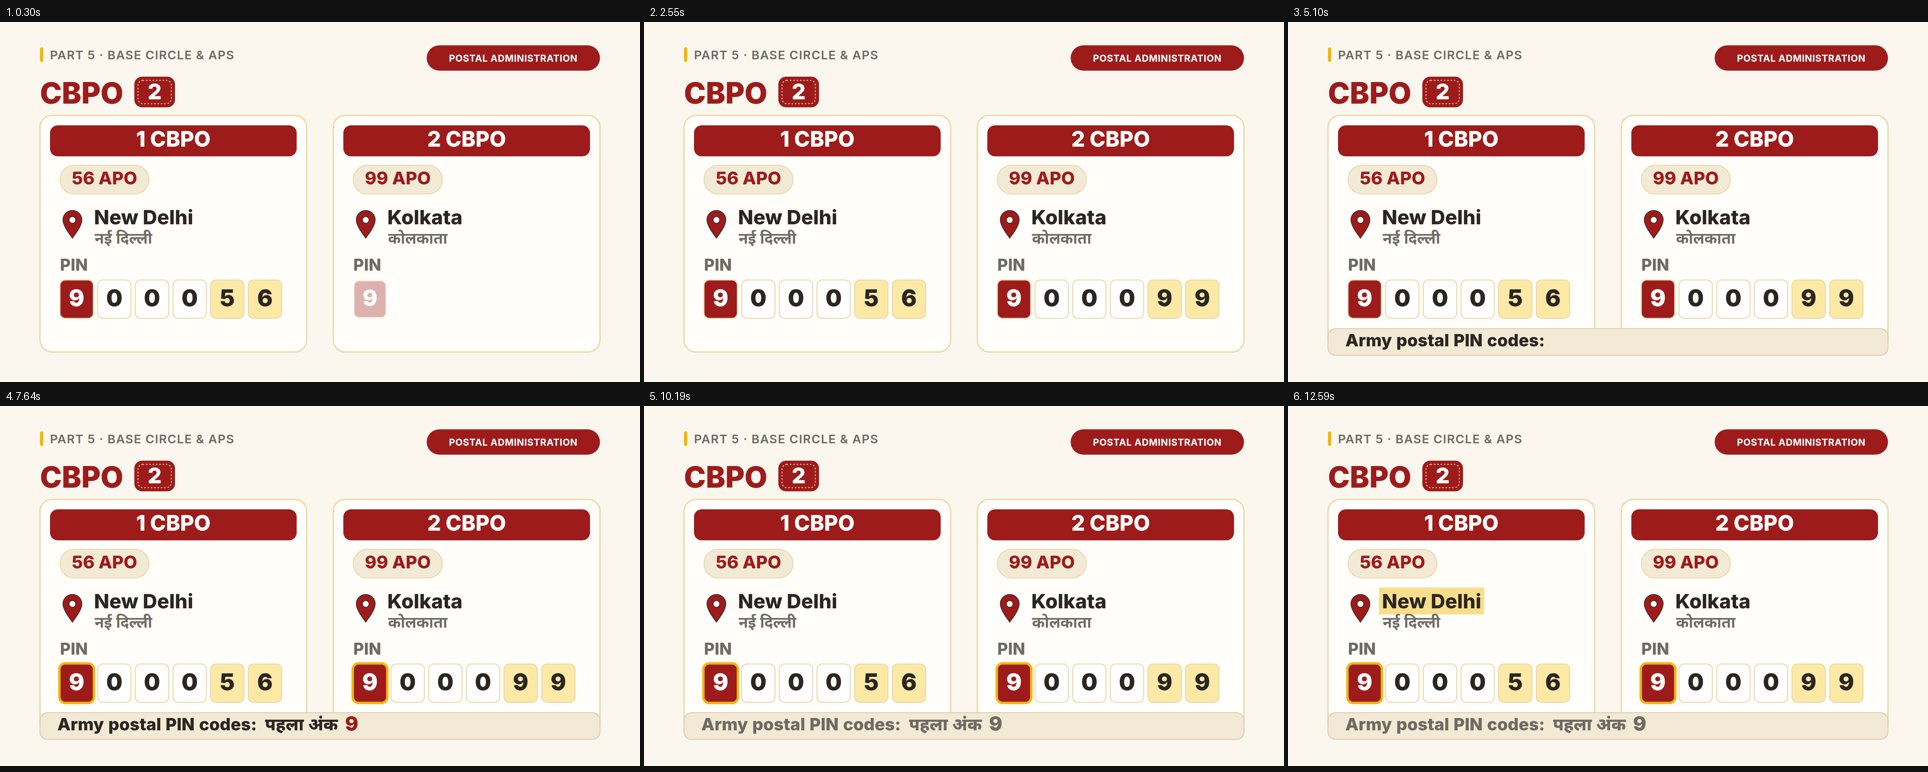 1. 0.30s
PART 5 · BASE CIRCLE & APS
POSTAL ADMINISTRATION
CBPO 2
1 CBPO
56 APO
New Delhi
नई दिल्ली
PIN
9 0 0 0 5 6
2 CBPO
99 APO
Kolkata
कोलकाता
PIN
9
2. 2.55s
PART 5 · BASE CIRCLE & APS
POSTAL ADMINISTRATION
CBPO 2
1 CBPO
56 APO
New Delhi
नई दिल्ली
PIN
9 0 0 0 5 6
2 CBPO
99 APO
Kolkata
कोलकाता
PIN
9 0 0 0 9 9
3. 5.10s
PART 5 · BASE CIRCLE & APS
POSTAL ADMINISTRATION
CBPO 2
1 CBPO
56 APO
New Delhi
नई दिल्ली
PIN
9 0 0 0 5 6
2 CBPO
99 APO
Kolkata
कोलकाता
PIN
9 0 0 0 9 9
Army postal PIN codes:
4. 7.64s
PART 5 · BASE CIRCLE & APS
POSTAL ADMINISTRATION
CBPO 2
1 CBPO
56 APO
New Delhi
नई दिल्ली
PIN
9 0 0 0 5 6
2 CBPO
99 APO
Kolkata
कोलकाता
PIN
9 0 0 0 9 9
Army postal PIN codes: पहला अंक 9
5. 10.19s
PART 5 · BASE CIRCLE & APS
POSTAL ADMINISTRATION
CBPO 2
1 CBPO
56 APO
New Delhi
नई दिल्ली
PIN
9 0 0 0 5 6
2 CBPO
99 APO
Kolkata
कोलकाता
PIN
9 0 0 0 9 9
Army postal PIN codes: पहला अंक 9
6. 12.59s
PART 5 · BASE CIRCLE & APS
POSTAL ADMINISTRATION
CBPO 2
1 CBPO
56 APO
New Delhi
नई दिल्ली
PIN
9 0 0 0 5 6
2 CBPO
99 APO
Kolkata
कोलकाता
PIN
9 0 0 0 9 9
Army postal PIN codes: पहला अंक 9